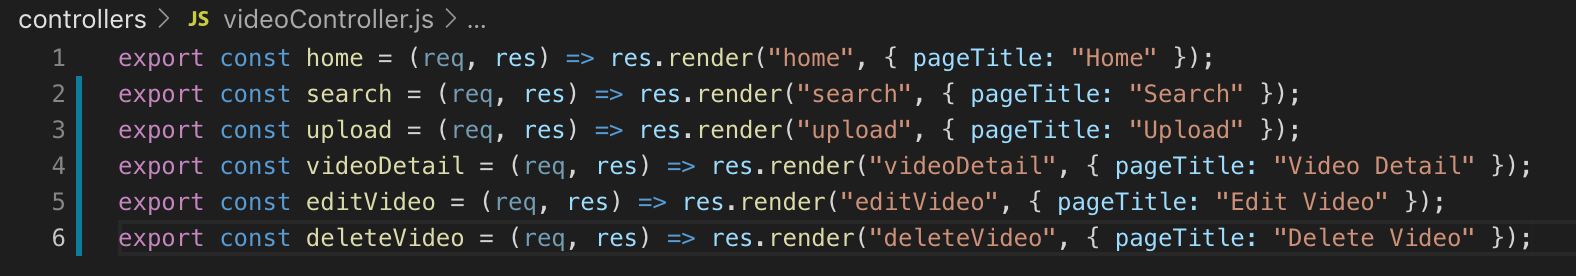 controllers > JS videoController.js > ...
1 export const home = (req, res) => res.render("home", { pageTitle: "Home" });
2 export const search = (req, res) => res.render("search", { pageTitle: "Search" });
3 export const upload = (req, res) => res.render("upload", { pageTitle: "Upload" });
4 export const videoDetail = (req, res) => res.render("videoDetail", { pageTitle: "Video Detail" });
5 export const editVideo = (req, res) => res.render("editVideo", { pageTitle: "Edit Video" });
6 export const deleteVideo = (req, res) => res.render("deleteVideo", { pageTitle: "Delete Video" });